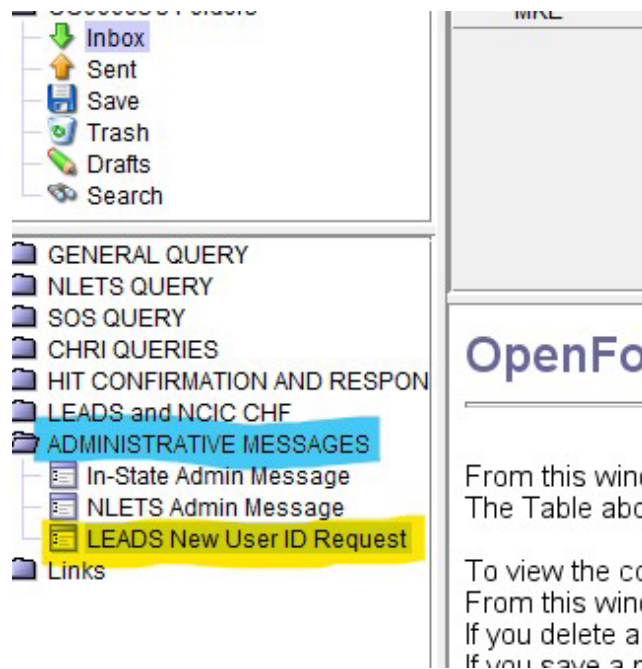 Inbox
Sent
Save
Trash
Drafts
Search
GENERAL QUERY
NLETS QUERY
SOS QUERY
CHRI QUERIES
HIT CONFIRMATION AND RESPON
LEADS and NCIC CHF
ADMINISTRATIVE MESSAGES
In-State Admin Message
NLETS Admin Message
LEADS New User ID Request
Links
OpenFo
From this wind
The Table abo
To view the co
From this wind
If you delete a